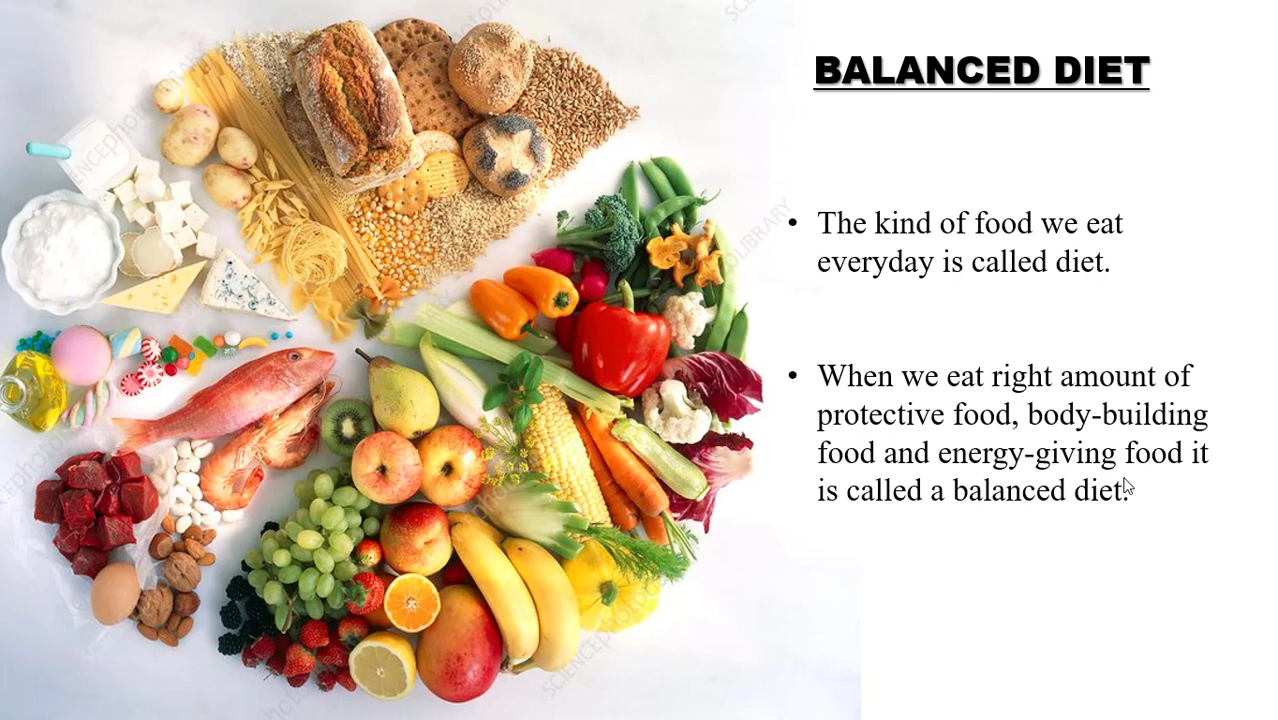 BALANCED DIET
• The kind of food we eat
everyday is called diet.
• When we eat right amount of
protective food, body-building
food and energy-giving food it
is called a balanced diet.